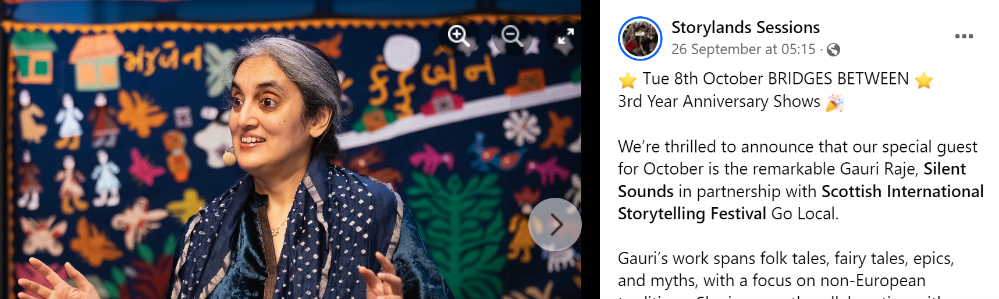 કંકુબેન
Storylands Sessions
26 September at 05:15 ·
Tue 8th October BRIDGES BETWEEN
3rd Year Anniversary Shows
We’re thrilled to announce that our special guest
for October is the remarkable Gauri Raje, Silent
Sounds in partnership with Scottish International
Storytelling Festival Go Local.
Gauri’s work spans folk tales, fairy tales, epics,
and myths, with a focus on non-European